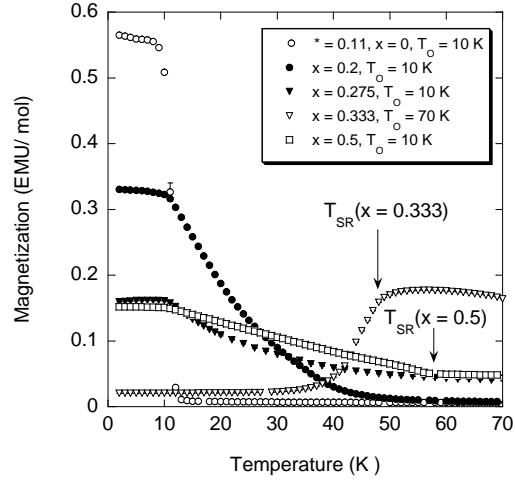 0.6
0.5
0.4
0.3
0.2
0.1
0
0 10 20 30 40 50 60 70
Magnetization (EMU/ mol)
Temperature (K )
* = 0.11, x = 0, T_O = 10 K
x = 0.2, T_O = 10 K
x = 0.275, T_O = 10 K
x = 0.333, T_O = 70 K
x = 0.5, T_O = 10 K
T_SR(x = 0.333)
T_SR(x = 0.5)